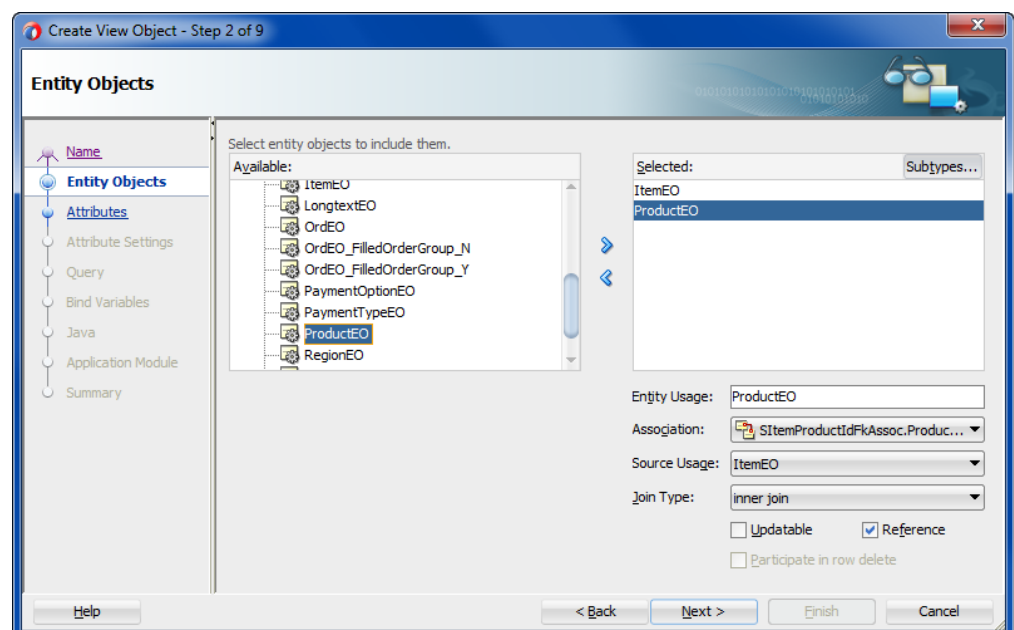 Create View Object - Step 2 of 9
Entity Objects
Name
Entity Objects
Attributes
Attribute Settings
Query
Bind Variables
Java
Application Module
Summary
Select entity objects to include them.
Available:
ItemEO
LongtextEO
OrdEO
OrdEO_FilledOrderGroup_N
OrdEO_FilledOrderGroup_Y
PaymentOptionEO
PaymentTypeEO
ProductEO
RegionEO
Selected:
Subtypes...
ItemEO
ProductEO
Entity Usage: ProductEO
Association: SItemProductIdFkAssoc.Produc...
Source Usage: ItemEO
Join Type: inner join
Updatable Reference
Participate in row delete
Help < Back Next > Finish Cancel